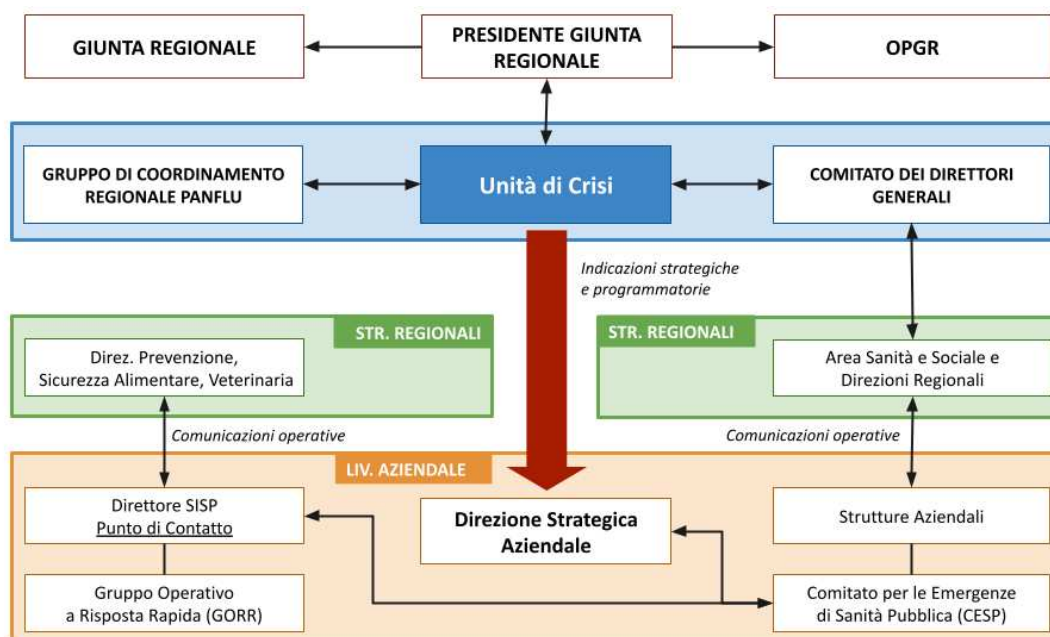 GIUNTA REGIONALE
PRESIDENTE GIUNTA
REGIONALE
OPGR
GRUPPO DI COORDINAMENTO
REGIONALE PANFLU
Unità di Crisi
COMITATO DEI DIRETTORI
GENERALI
Indicazioni strategiche
e programmatorie
STR. REGIONALI
Direz. Prevenzione,
Sicurezza Alimentare, Veterinaria
STR. REGIONALI
Area Sanità e Sociale e
Direzioni Regionali
Comunicazioni operative
Comunicazioni operative
LIV. AZIENDALE
Direttore SISP
Punto di Contatto
Direzione Strategica
Aziendale
Strutture Aziendali
Gruppo Operativo
a Risposta Rapida (GORR)
Comitato per le Emergenze
di Sanità Pubblica (CESP)